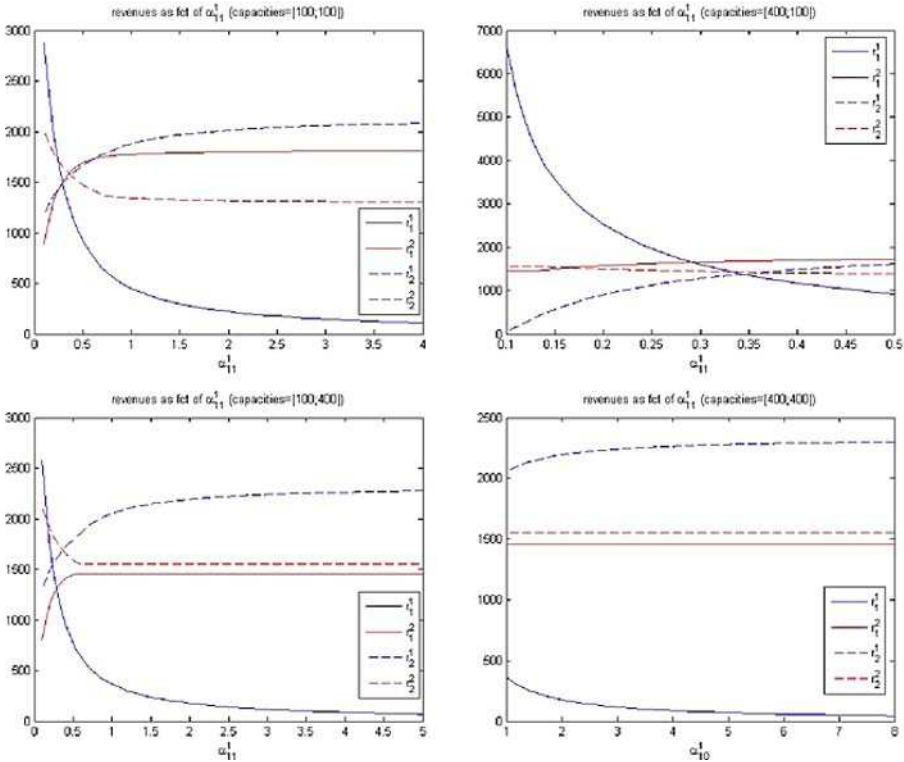 revenues as fct of α¹₁₁ (capacities=[100;100])
3000
2500
2000
1500
1000
500
0
0 0.5 1 1.5 2 2.5 3 3.5 4
α¹₁₁
r¹₁
r²₁
r¹₂
r²₂
revenues as fct of α¹₁₁ (capacities=[400;100])
7000
6000
5000
4000
3000
2000
1000
0
0.1 0.15 0.2 0.25 0.3 0.35 0.4 0.45 0.5
α¹₁₁
r¹₁
r²₁
r¹₂
r²₂
revenues as fct of α¹₁₁ (capacities=[100;400])
3000
2500
2000
1500
1000
500
0
0 0.5 1 1.5 2 2.5 3 3.5 4 4.5 5
α¹₁₁
r¹₁
r²₁
r¹₂
r²₂
revenues as fct of α¹₁₁ (capacities=[400;400])
2500
2000
1500
1000
500
0
1 2 3 4 5 6 7 8
α¹₁₀
r¹₁
r²₁
r¹₂
r²₂